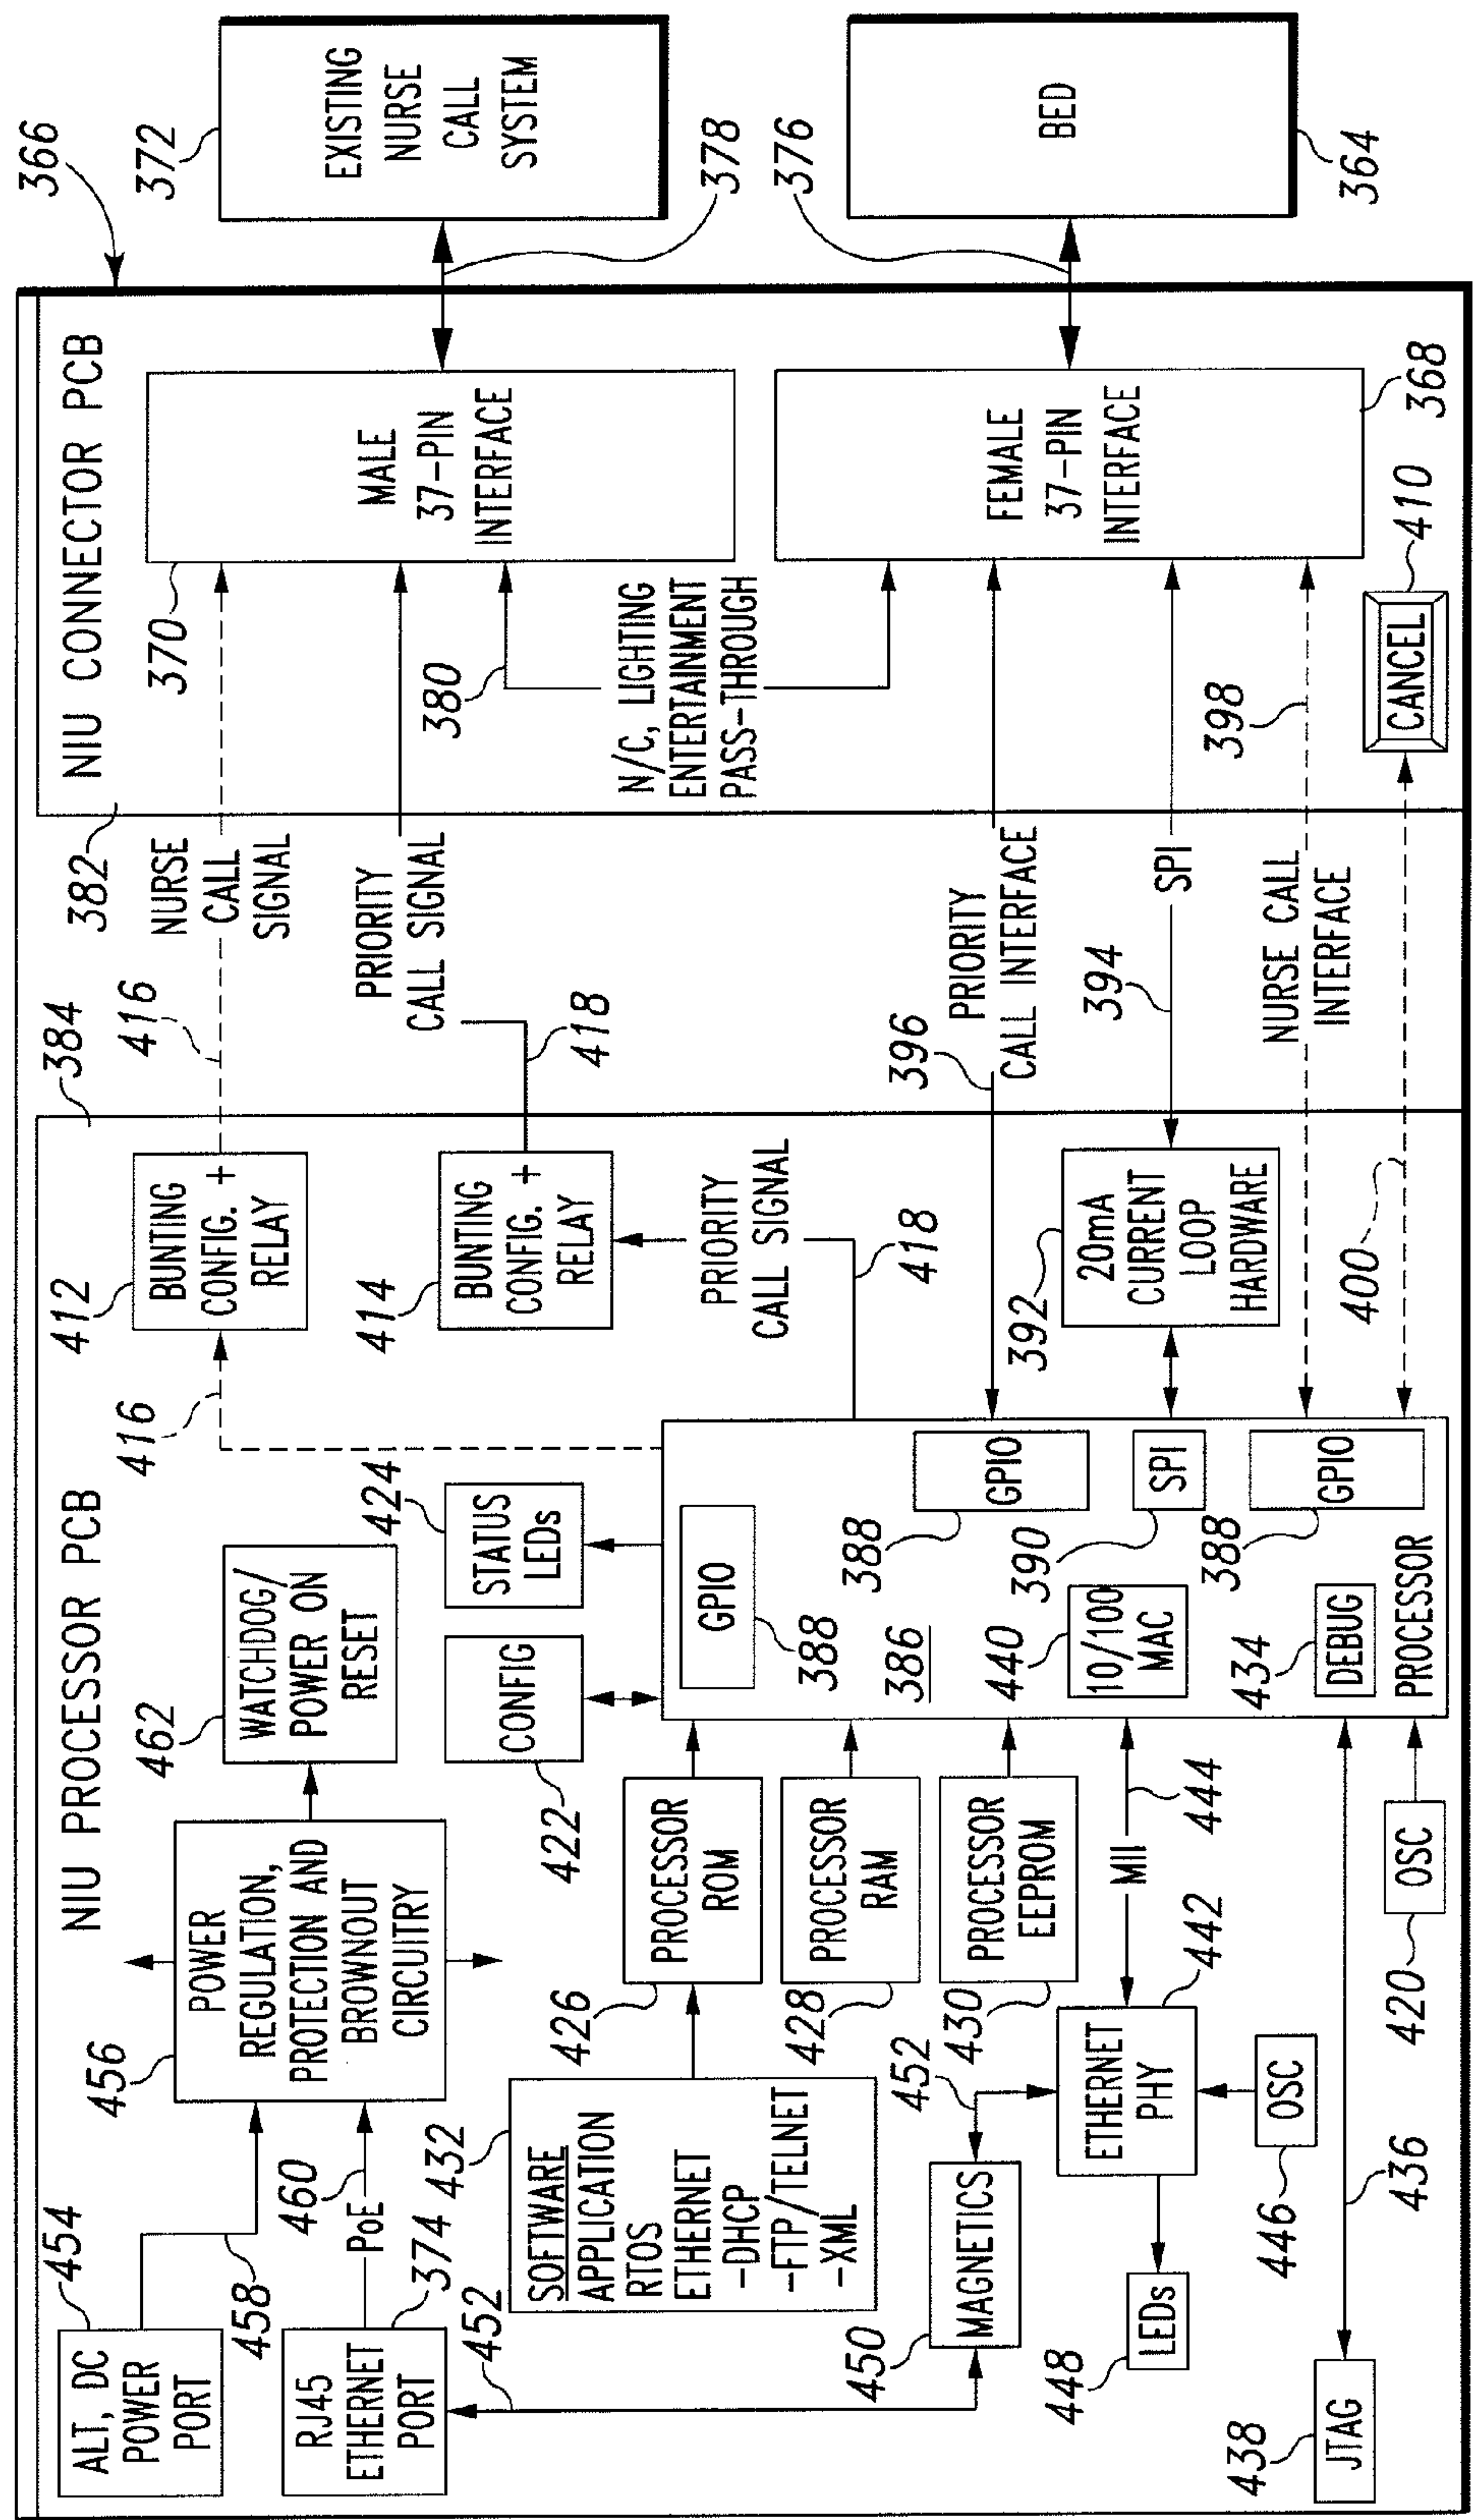 366
372
EXISTING
NURSE
CALL
SYSTEM
378
376
BED
364
NIU CONNECTOR PCB
382
370
MALE
37-PIN
INTERFACE
380
N/C, LIGHTING
ENTERTAINMENT
PASS-THROUGH
FEMALE
37-PIN
INTERFACE
368
398
CANCEL
410
NURSE
CALL
SIGNAL
416
PRIORITY
CALL SIGNAL
418
PRIORITY
CALL INTERFACE
396
SPI
394
NURSE CALL
INTERFACE
400
384
NIU PROCESSOR PCB
412
BUNTING
CONFIG. +
RELAY
416
414
BUNTING
CONFIG. +
RELAY
PRIORITY
CALL SIGNAL
418
392
20mA
CURRENT
LOOP
HARDWARE
424
STATUS
LEDs
462
WATCHDOG/
POWER ON
RESET
422
CONFIG
GPIO
388
GPIO
388
386
SPI
390
GPIO
388
440
10/100
MAC
434
DEBUG
PROCESSOR
456
POWER
REGULATION,
PROTECTION AND
BROWNOUT
CIRCUITRY
426
PROCESSOR
ROM
428
PROCESSOR
RAM
430
PROCESSOR
EEPROM
MII
444
442
ETHERNET
PHY
OSC
420
454
ALT, DC
POWER
PORT
458
460
PoE
374
RJ45
ETHERNET
PORT
452
432
SOFTWARE
APPLICATION
RTOS
ETHERNET
-DHCP
-FTP/TELNET
-XML
452
450
MAGNETICS
448
LEDs
446
OSC
436
438
JTAG